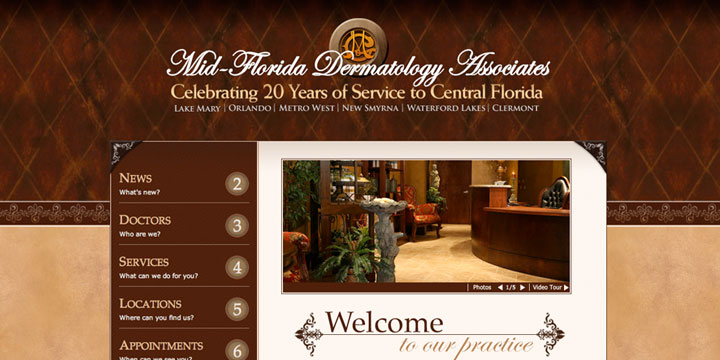 Mid-Florida Dermatology Associates
Celebrating 20 Years of Service to Central Florida
Lake Mary | Orlando | Metro West | New Smyrna | Waterford Lakes | Clermont
News
What's new?
2
Doctors
Who are we?
3
Services
What can we do for you?
4
Locations
Where can you find us?
5
Appointments
When can we see you?
6
Photos ◀ 1/5 ▶ Video Tour ▶
Welcome
to our practice